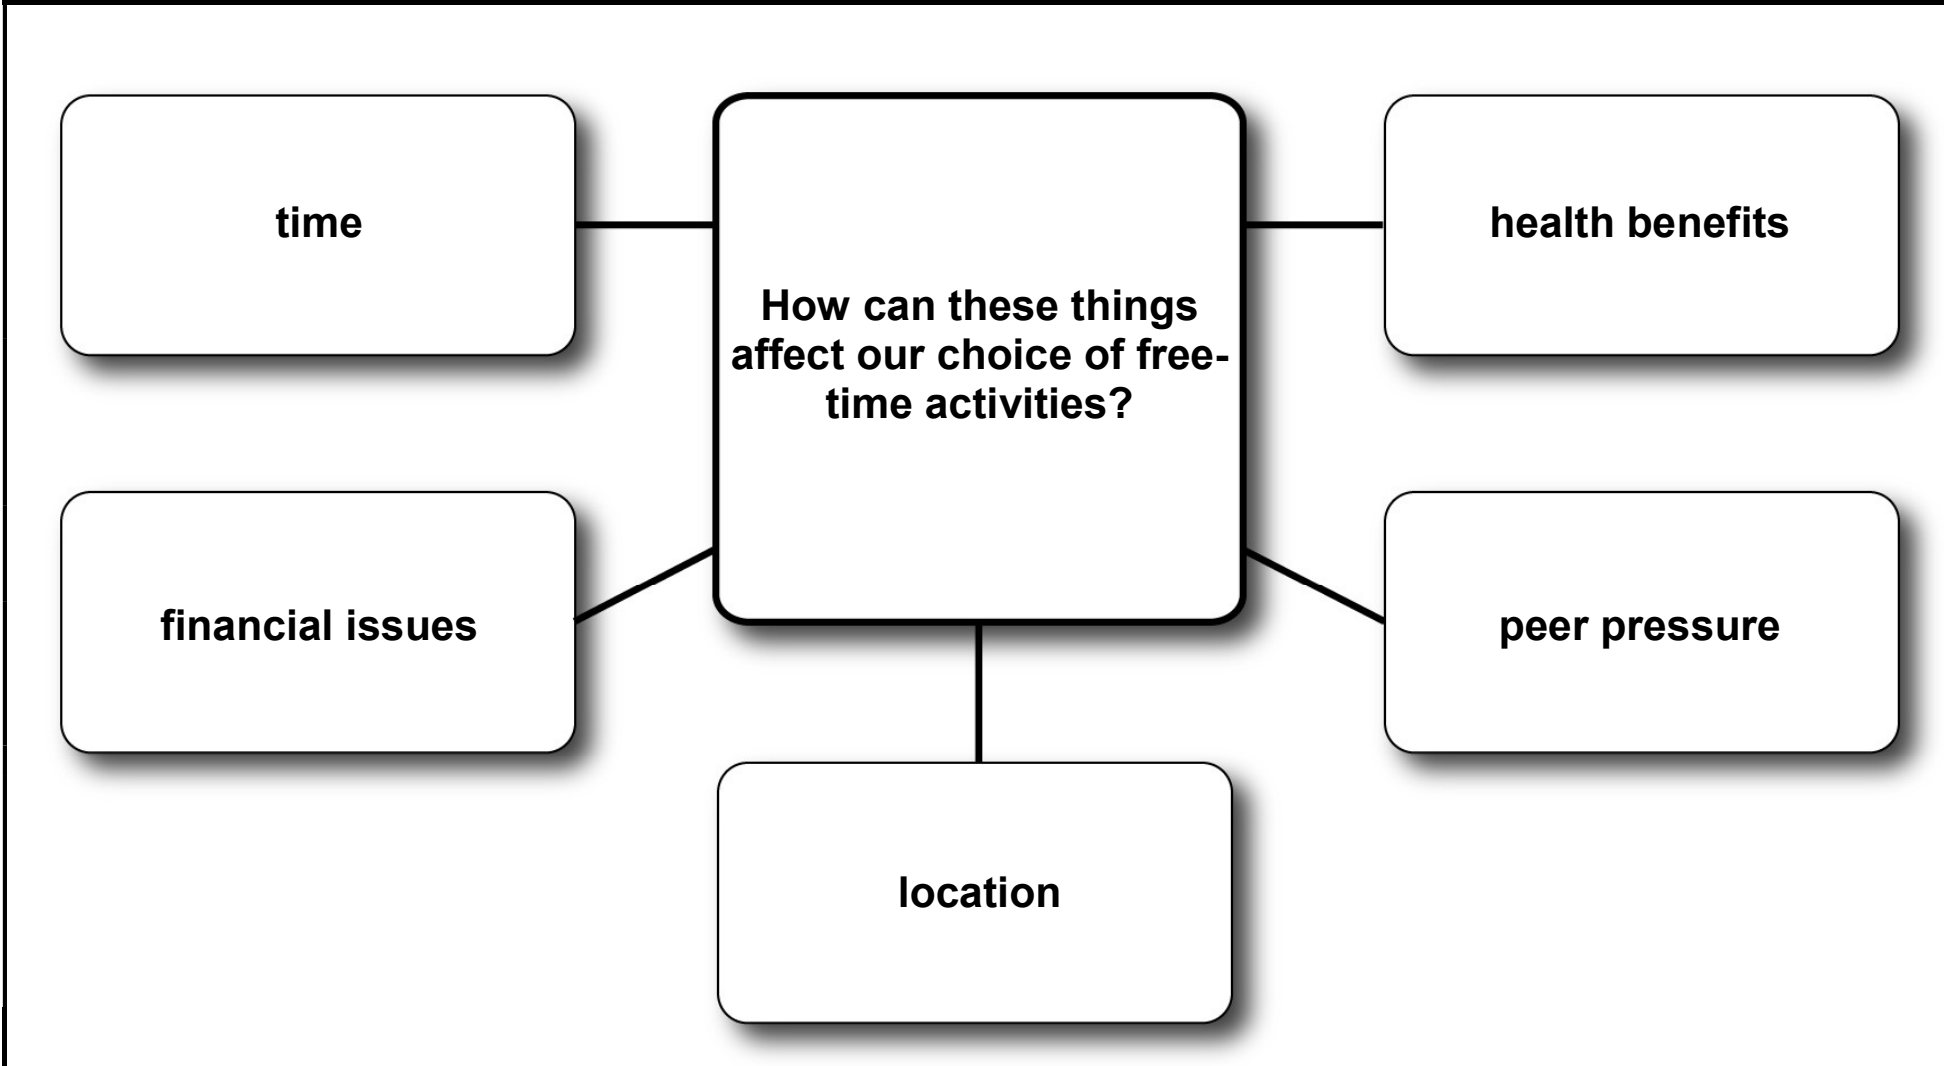 time
How can these things
affect our choice of free-
time activities?
health benefits
financial issues
peer pressure
location